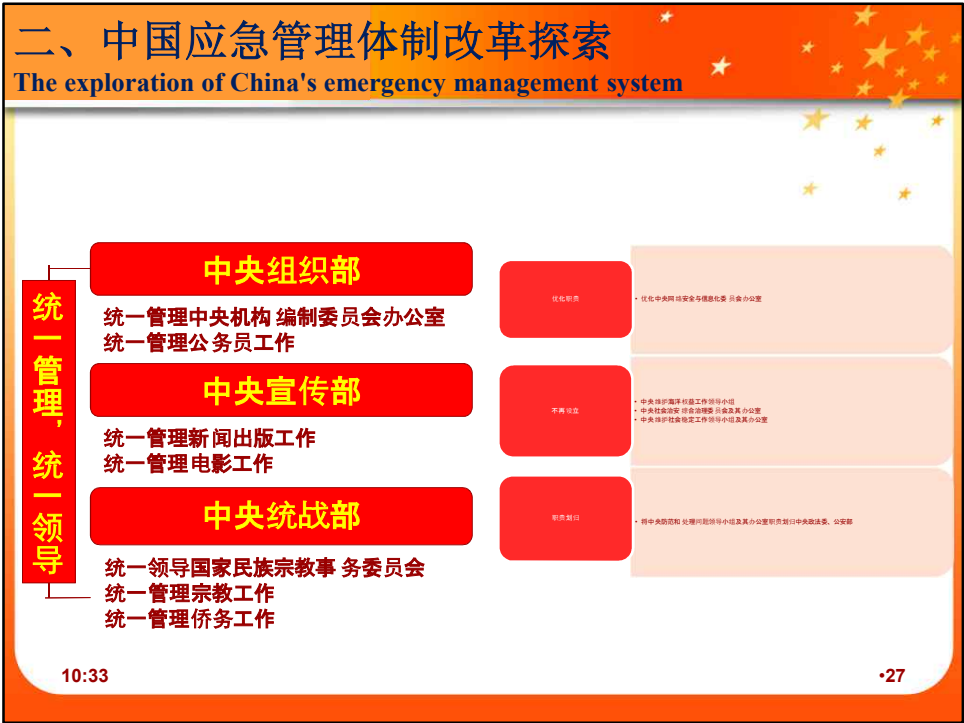 二、中国应急管理体制改革探索
The exploration of China's emergency management system
统一管理，统一领导
中央组织部
统一管理中央机构编制委员会办公室
统一管理公务员工作
中央宣传部
统一管理新闻出版工作
统一管理电影工作
中央统战部
统一领导国家民族宗教事务委员会
统一管理宗教工作
统一管理侨务工作
优化职责
• 优化中央网络安全与信息化委员会办公室
不再设立
• 中央维护海洋权益工作领导小组
• 中央社会治安综合治理委员会及其办公室
• 中央维护社会稳定工作领导小组及其办公室
职责划归
• 将中央防范和处理问题领导小组及其办公室职责划归中央政法委、公安部
10:33
•27